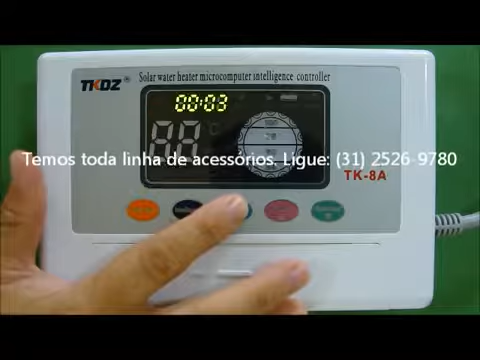 TKDZ ®
Solar water heater microcomputer intelligence controller
00:03
88
Temos toda linha de acessórios. Ligue: (31) 2526-9780
TK-8A